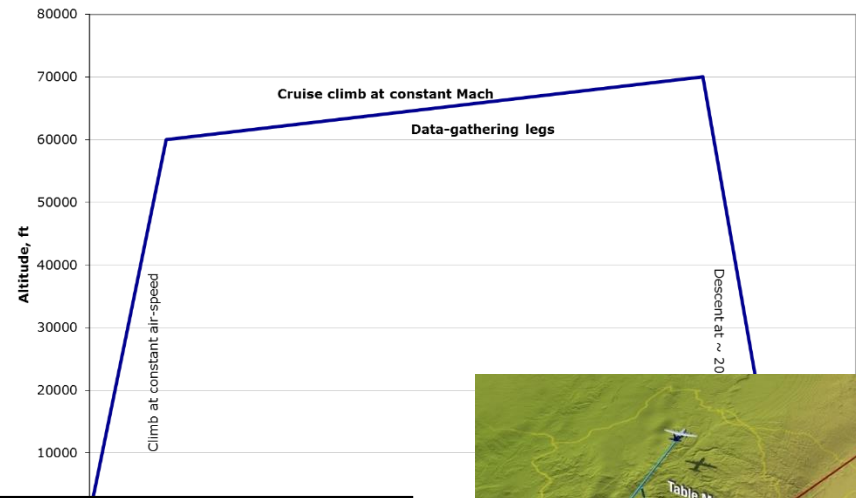 80000
70000
Cruise climb at constant Mach
Data-gathering legs
60000
50000
Altitude, ft
40000
Climb at constant air-speed
Descent at ~ 20
30000
20000
10000
Table